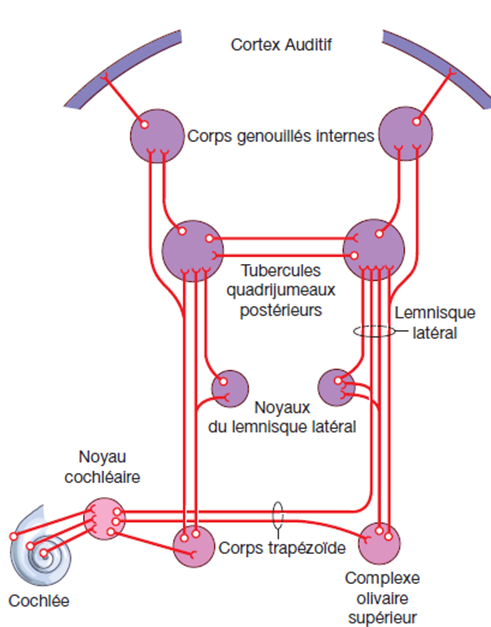 Cortex Auditif
Corps genouillés internes
Tubercules
quadrijumeaux
postérieurs
Lemnisque
latéral
Noyaux
du lemnisque latéral
Noyau
cochléaire
Corps trapézoïde
Cochlée
Complexe
olivaire
supérieur